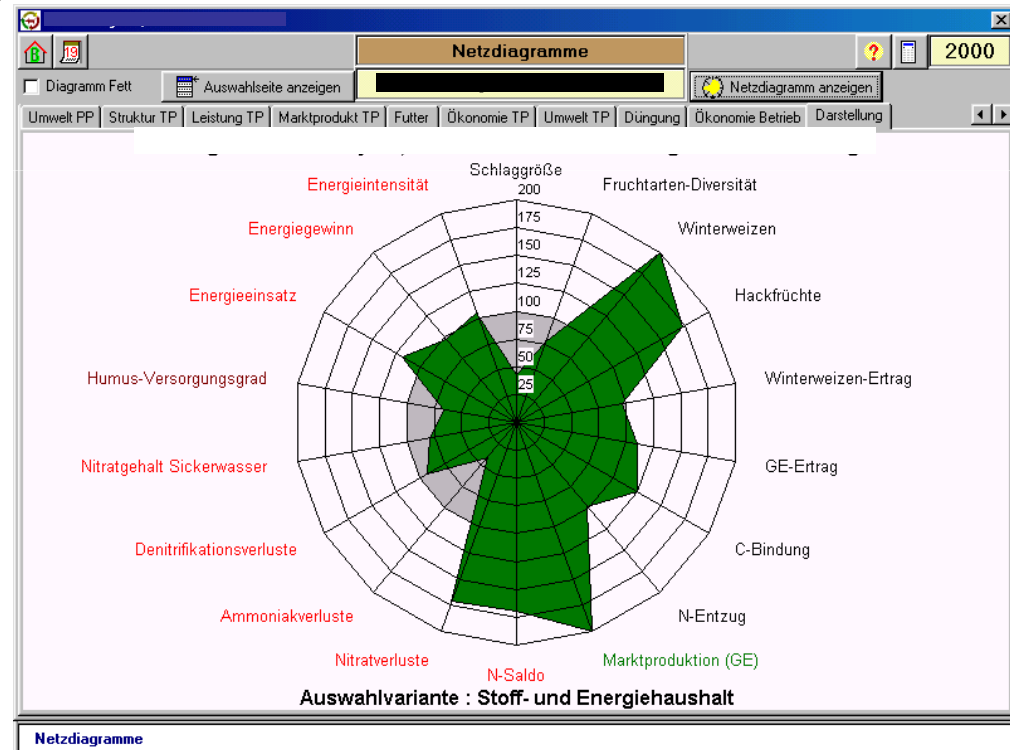 Netzdiagramme
2000
Diagramm Fett
Auswahlseite anzeigen
Netzdiagramm anzeigen
Umwelt PP
Struktur TP
Leistung TP
Marktprodukt TP
Futter
Ökonomie TP
Umwelt TP
Düngung
Ökonomie Betrieb
Darstellung
Schlaggröße
Energieintensität
Fruchtarten-Diversität
Energiegewinn
Winterweizen
Energieeinsatz
Hackfrüchte
Humus-Versorgungsgrad
Winterweizen-Ertrag
Nitratgehalt Sickerwasser
GE-Ertrag
Denitrifikationsverluste
C-Bindung
Ammoniakverluste
N-Entzug
Nitratverluste
Marktproduktion (GE)
N-Saldo
200
175
150
125
100
75
50
25
Auswahlvariante : Stoff- und Energiehaushalt
Netzdiagramme